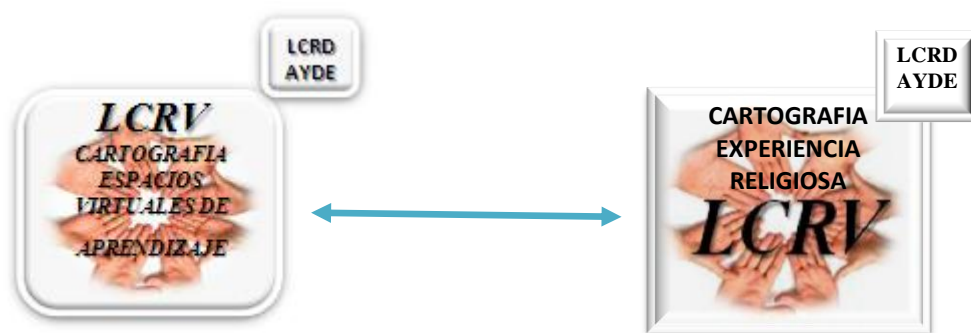 LCRD
AYDE
LCRV
CARTOGRAFIA
ESPACIOS
VIRTUALES DE
APRENDIZAJE
LCRD
AYDE
CARTOGRAFIA
EXPERIENCIA
RELIGIOSA
LCRV